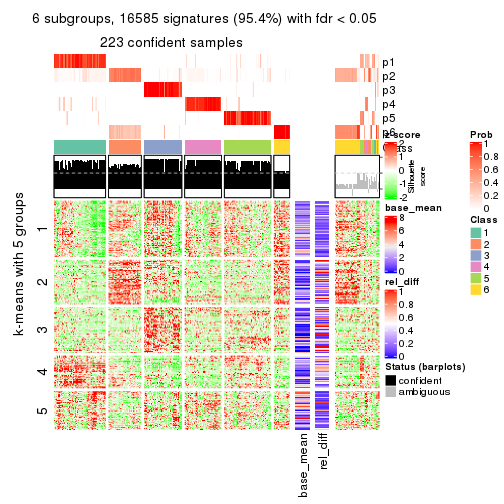 6 subgroups, 16585 signatures (95.4%) with fdr < 0.05
223 confident samples
p1
p2
p3
p4
p5
p6
Class
z-score
2
1
0
-1
-2
Silhouette
score
k-means with 5 groups
1
2
3
4
5
base_mean
rel_diff
base_mean
8
6
4
2
0
rel_diff
1
0.8
0.6
0.4
0.2
0
Prob
1
0.8
0.6
0.4
0.2
0
Class
1
2
3
4
5
6
Status (barplots)
confident
ambiguous